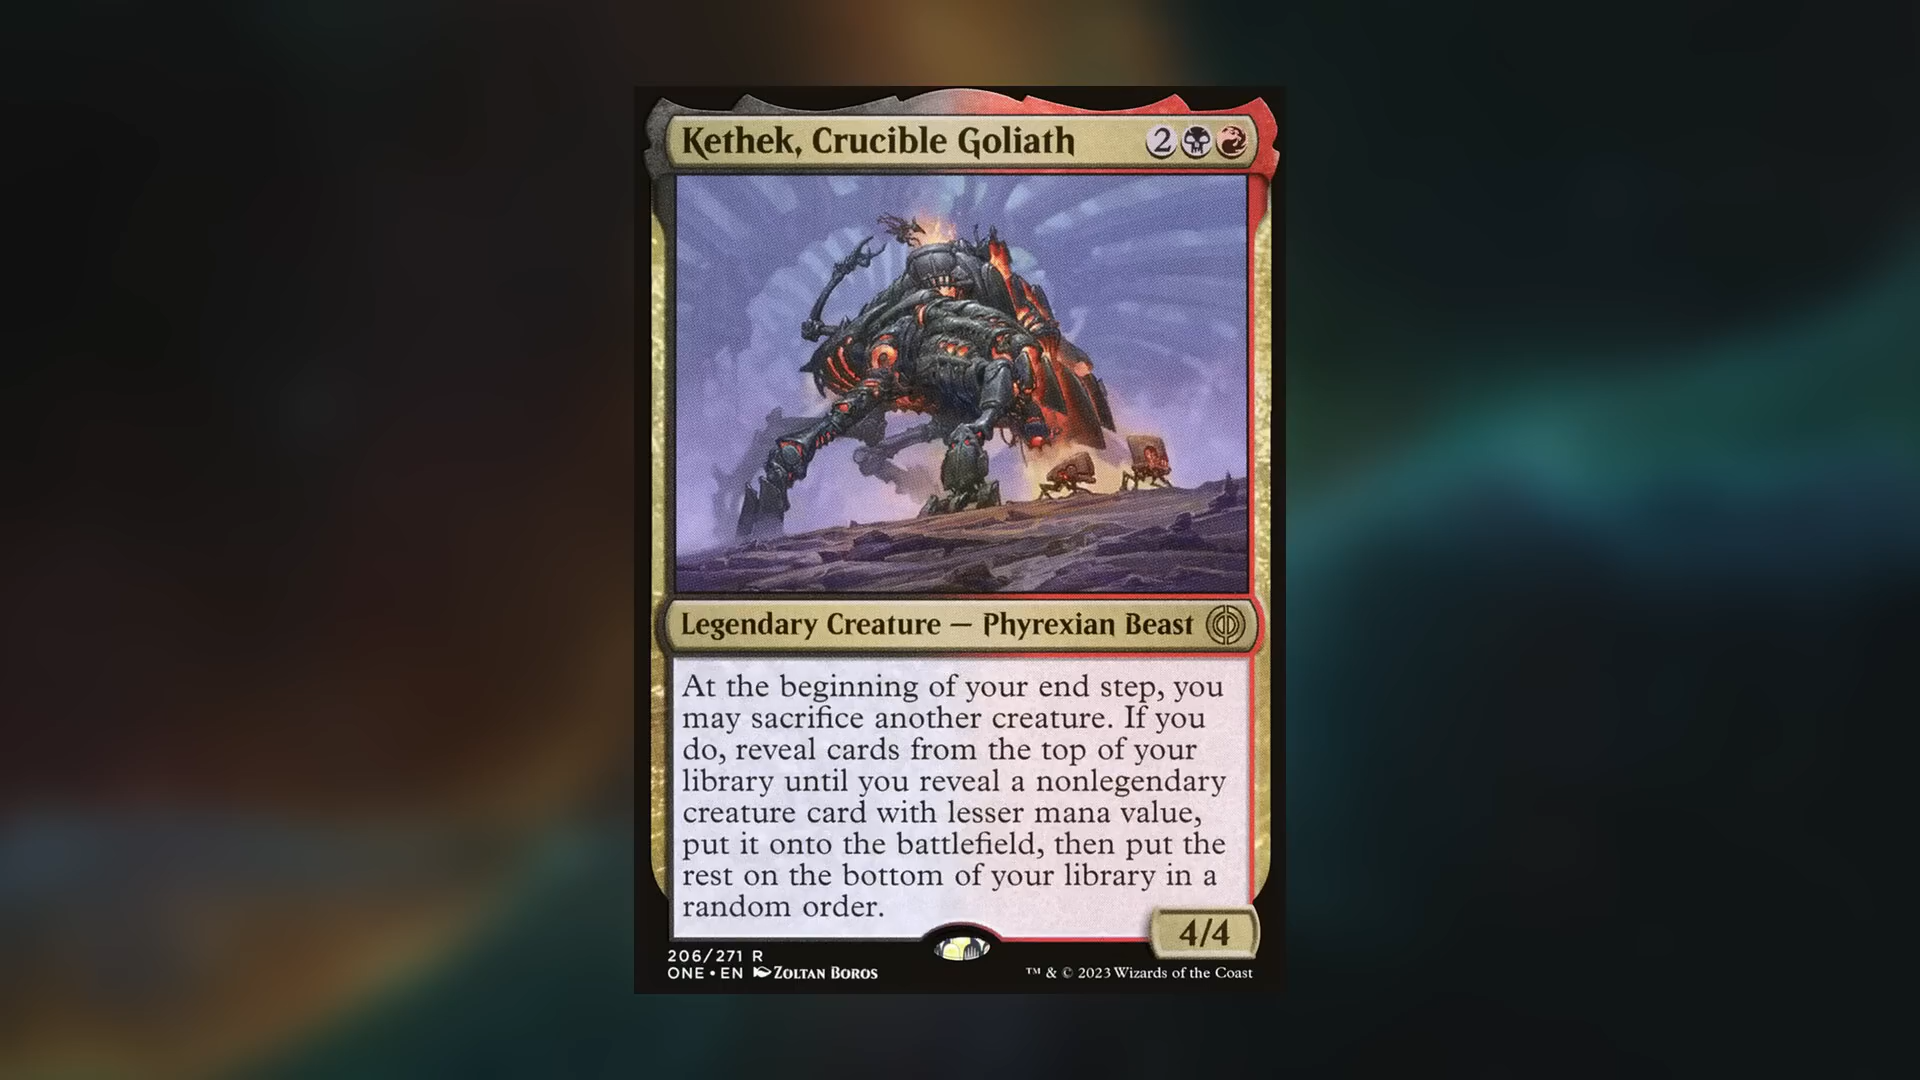 Kethek, Crucible Goliath 2
Legendary Creature — Phyrexian Beast
At the beginning of your end step, you
may sacrifice another creature. If you
do, reveal cards from the top of your
library until you reveal a nonlegendary
creature card with lesser mana value,
put it onto the battlefield, then put the
rest on the bottom of your library in a
random order.
4/4
206/271 R
ONE • EN Zoltan Boros
™ & © 2023 Wizards of the Coast